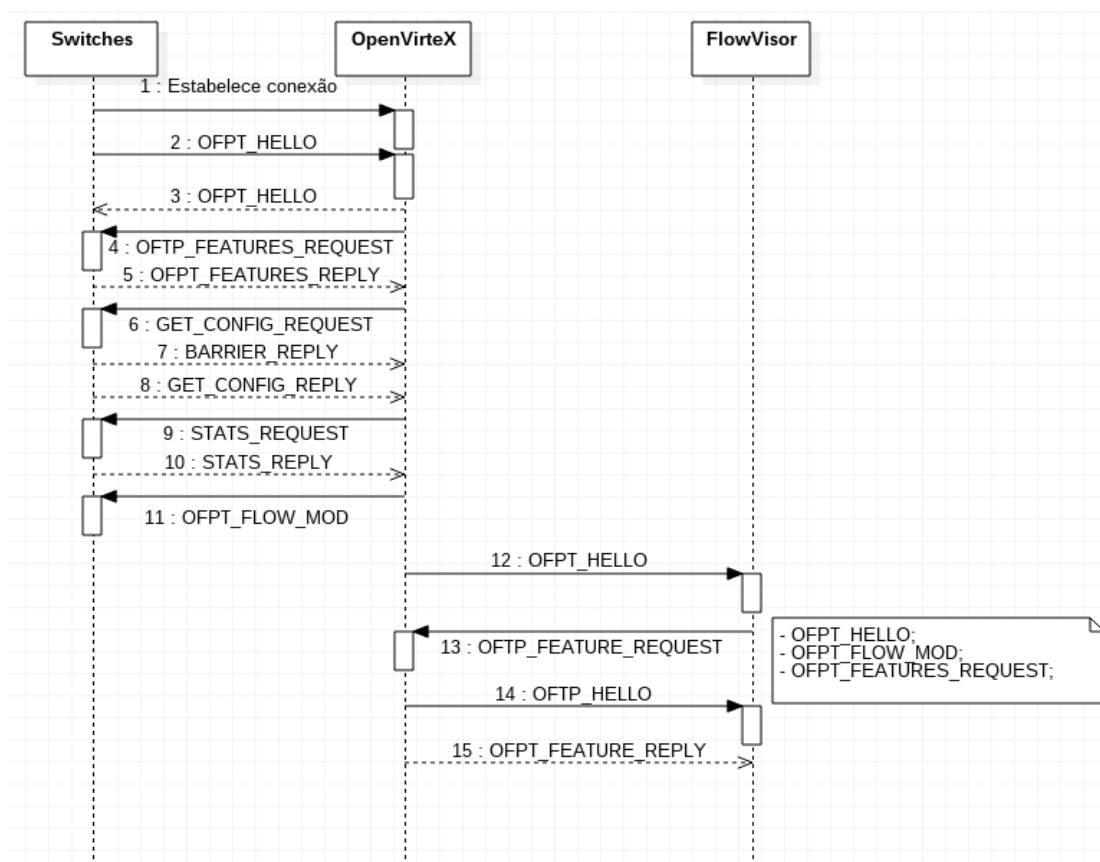 Switches
OpenVirteX
FlowVisor
1 : Estabelece conexão
2 : OFPT_HELLO
3 : OFPT_HELLO
4 : OFTP_FEATURES_REQUEST
5 : OFPT_FEATURES_REPLY
6 : GET_CONFIG_REQUEST
7 : BARRIER_REPLY
8 : GET_CONFIG_REPLY
9 : STATS_REQUEST
10 : STATS_REPLY
11 : OFPT_FLOW_MOD
12 : OFPT_HELLO
13 : OFTP_FEATURE_REQUEST
- OFPT_HELLO;
- OFPT_FLOW_MOD;
- OFPT_FEATURES_REQUEST;
14 : OFTP_HELLO
15 : OFPT_FEATURE_REPLY